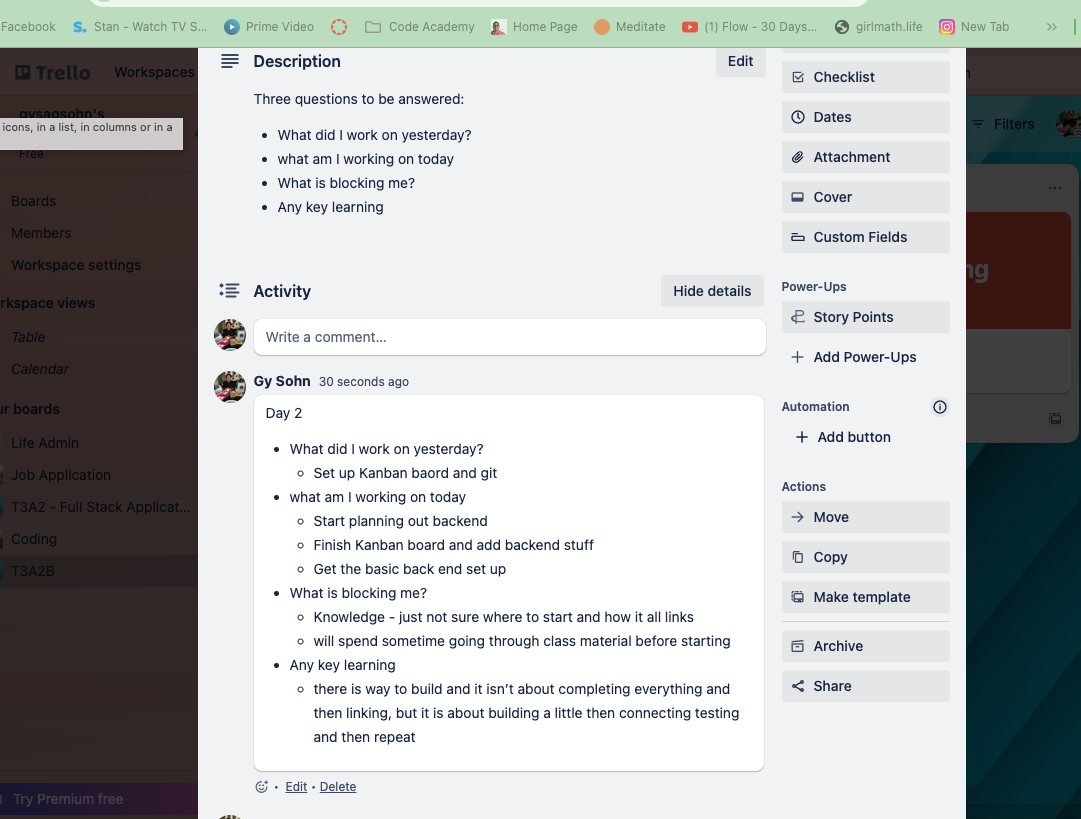 Facebook
Stan - Watch TV S...
Prime Video
Code Academy
Home Page
Meditate
(1) Flow - 30 Days...
girlmath.life
New Tab
Trello
Workspaces
gysagsohn's
icons, in a list, in columns or in a
Free
Boards
Members
Workspace settings
rkspace views
Table
Calendar
ur boards
Life Admin
Job Application
T3A2 - Full Stack Applicat...
Coding
T3A2B
Try Premium free
Description
Edit
Three questions to be answered:
What did I work on yesterday?
what am I working on today
What is blocking me?
Any key learning
Activity
Hide details
Write a comment...
Gy Sohn 30 seconds ago
Day 2
What did I work on yesterday?
Set up Kanban baord and git
what am I working on today
Start planning out backend
Finish Kanban board and add backend stuff
Get the basic back end set up
What is blocking me?
Knowledge - just not sure where to start and how it all links
will spend sometime going through class material before starting
Any key learning
there is way to build and it isn't about completing everything and
then linking, but it is about building a little then connecting testing
and then repeat
• Edit • Delete
Checklist
Dates
Attachment
Cover
Custom Fields
Power-Ups
Story Points
Add Power-Ups
Automation
Add button
Actions
Move
Copy
Make template
Archive
Share
Filters
ng